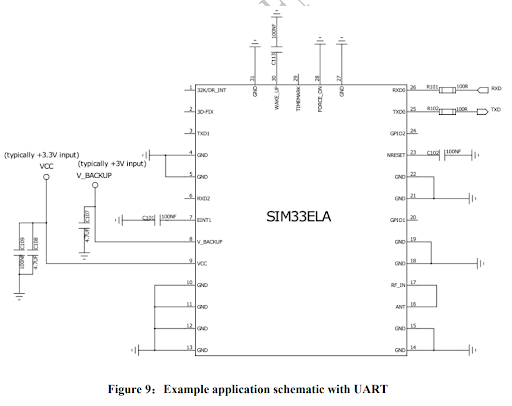 100NF
C113
31 GND
30 WAKE_UP
29 TIMEMARK
28 FORCE_ON
27 GND
1 32K/DR_INT
2 3D-FIX
3 TXD1
4 GND
5 GND
6 RXD2
7 EINT1
8 V_BACKUP
9 VCC
10 GND
11 GND
12 GND
13 GND
SIM33ELA
RXD0 26 R101 100R RXD
TXD0 25 R102 100R TXD
GPIO2 24
NRESET 23 C102 100NF
GND 22
GND 21
GPIO1 20
GND 19
GND 18
RF_IN 17
ANT 16
GND 15
GND 14
(typically +3.3V input)
VCC
(typically +3V input)
V_BACKUP
C101 100NF
C107
4.7UF
C109
100NF
C108
4.7UF
Figure 9: Example application schematic with UART